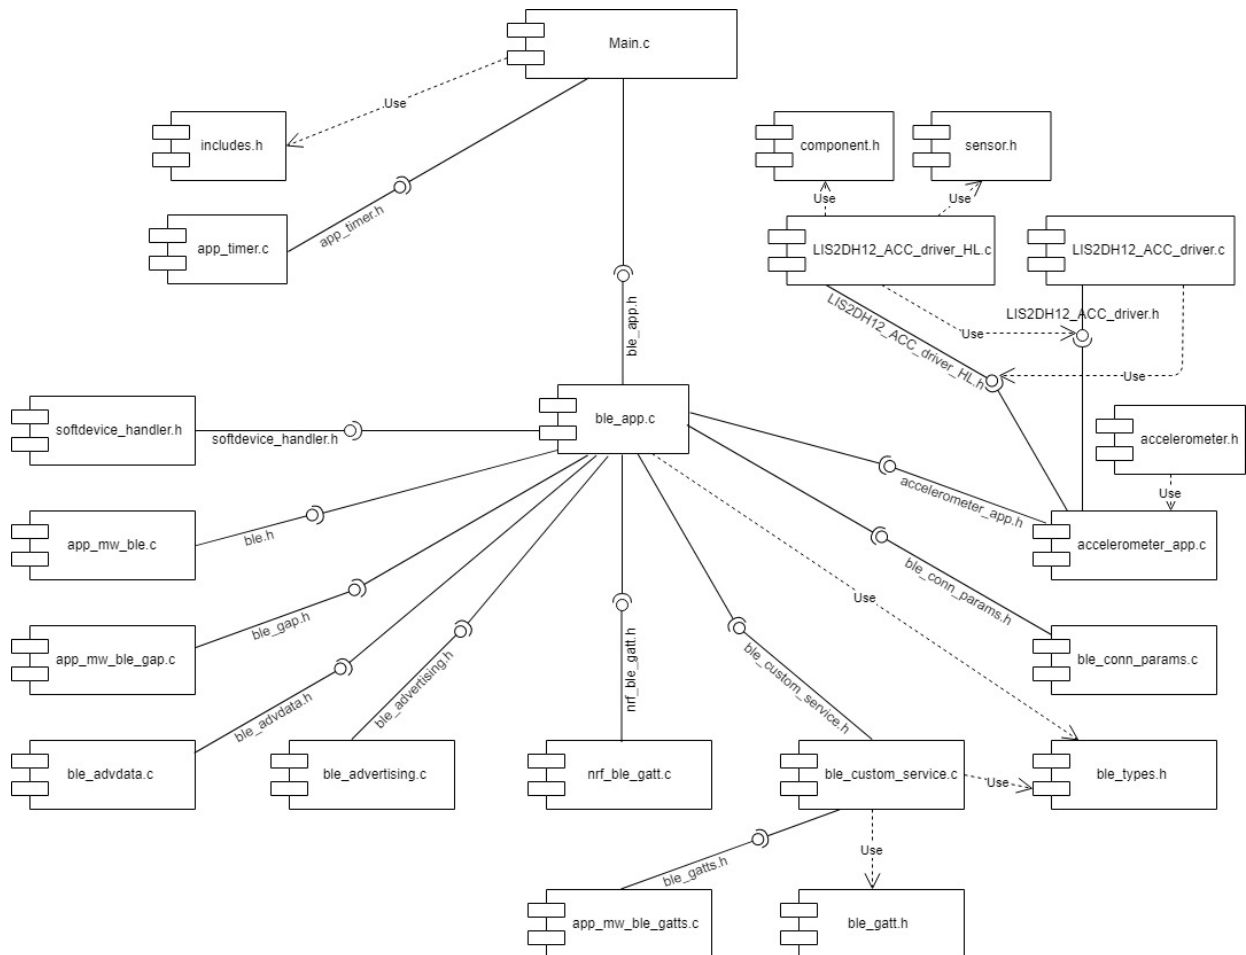 Main.c
Use
includes.h
component.h
sensor.h
Use
Use
app_timer.h
app_timer.c
LIS2DH12_ACC_driver_HL.c
LIS2DH12_ACC_driver.c
ble_app.h
LIS2DH12_ACC_driver_HL.h
LIS2DH12_ACC_driver.h
Use
Use
ble_app.c
softdevice_handler.h
softdevice_handler.h
accelerometer.h
Use
accelerometer_app.h
app_mw_ble.c
ble.h
accelerometer_app.c
ble_conn_params.h
Use
app_mw_ble_gap.c
ble_gap.h
ble_conn_params.c
ble_advdata.h
ble_advertising.h
nrf_ble_gatt.h
ble_custom_service.h
ble_advdata.c
ble_advertising.c
nrf_ble_gatt.c
ble_custom_service.c
Use
ble_types.h
ble_gatts.h
Use
app_mw_ble_gatts.c
ble_gatt.h